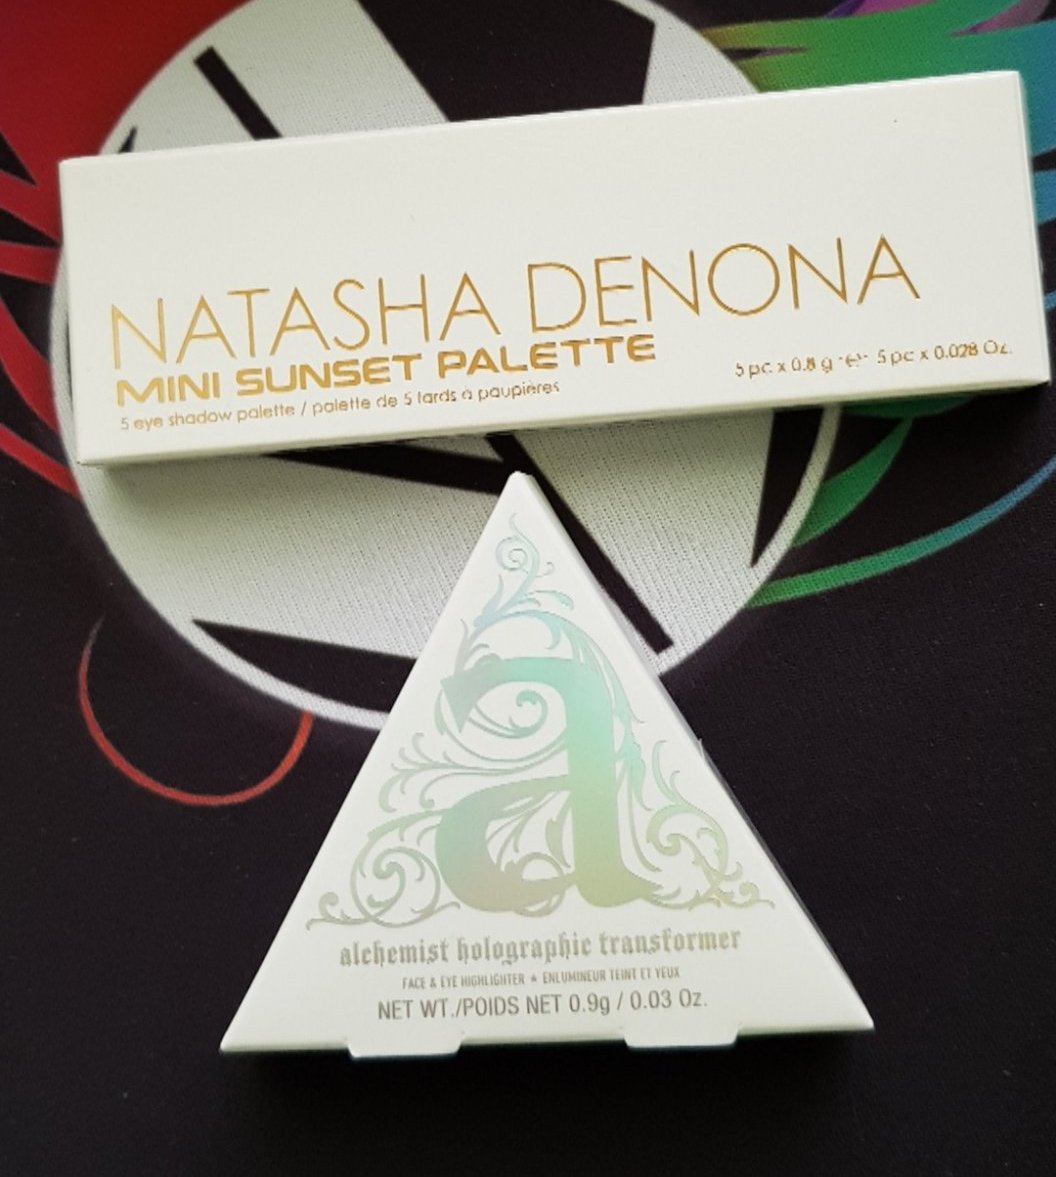 NATASHA DENONA
MINI SUNSET PALETTE
5 eye shadow palette / palette de 5 fards à paupières
5 pc x 0.8 g ℮ 5 pc x 0.028 Oz.
a
alchemist holographic transformer
FACE & EYE HIGHLIGHTER ★ ENLUMINEUR TEINT ET YEUX
NET WT./POIDS NET 0.9g / 0.03 Oz.